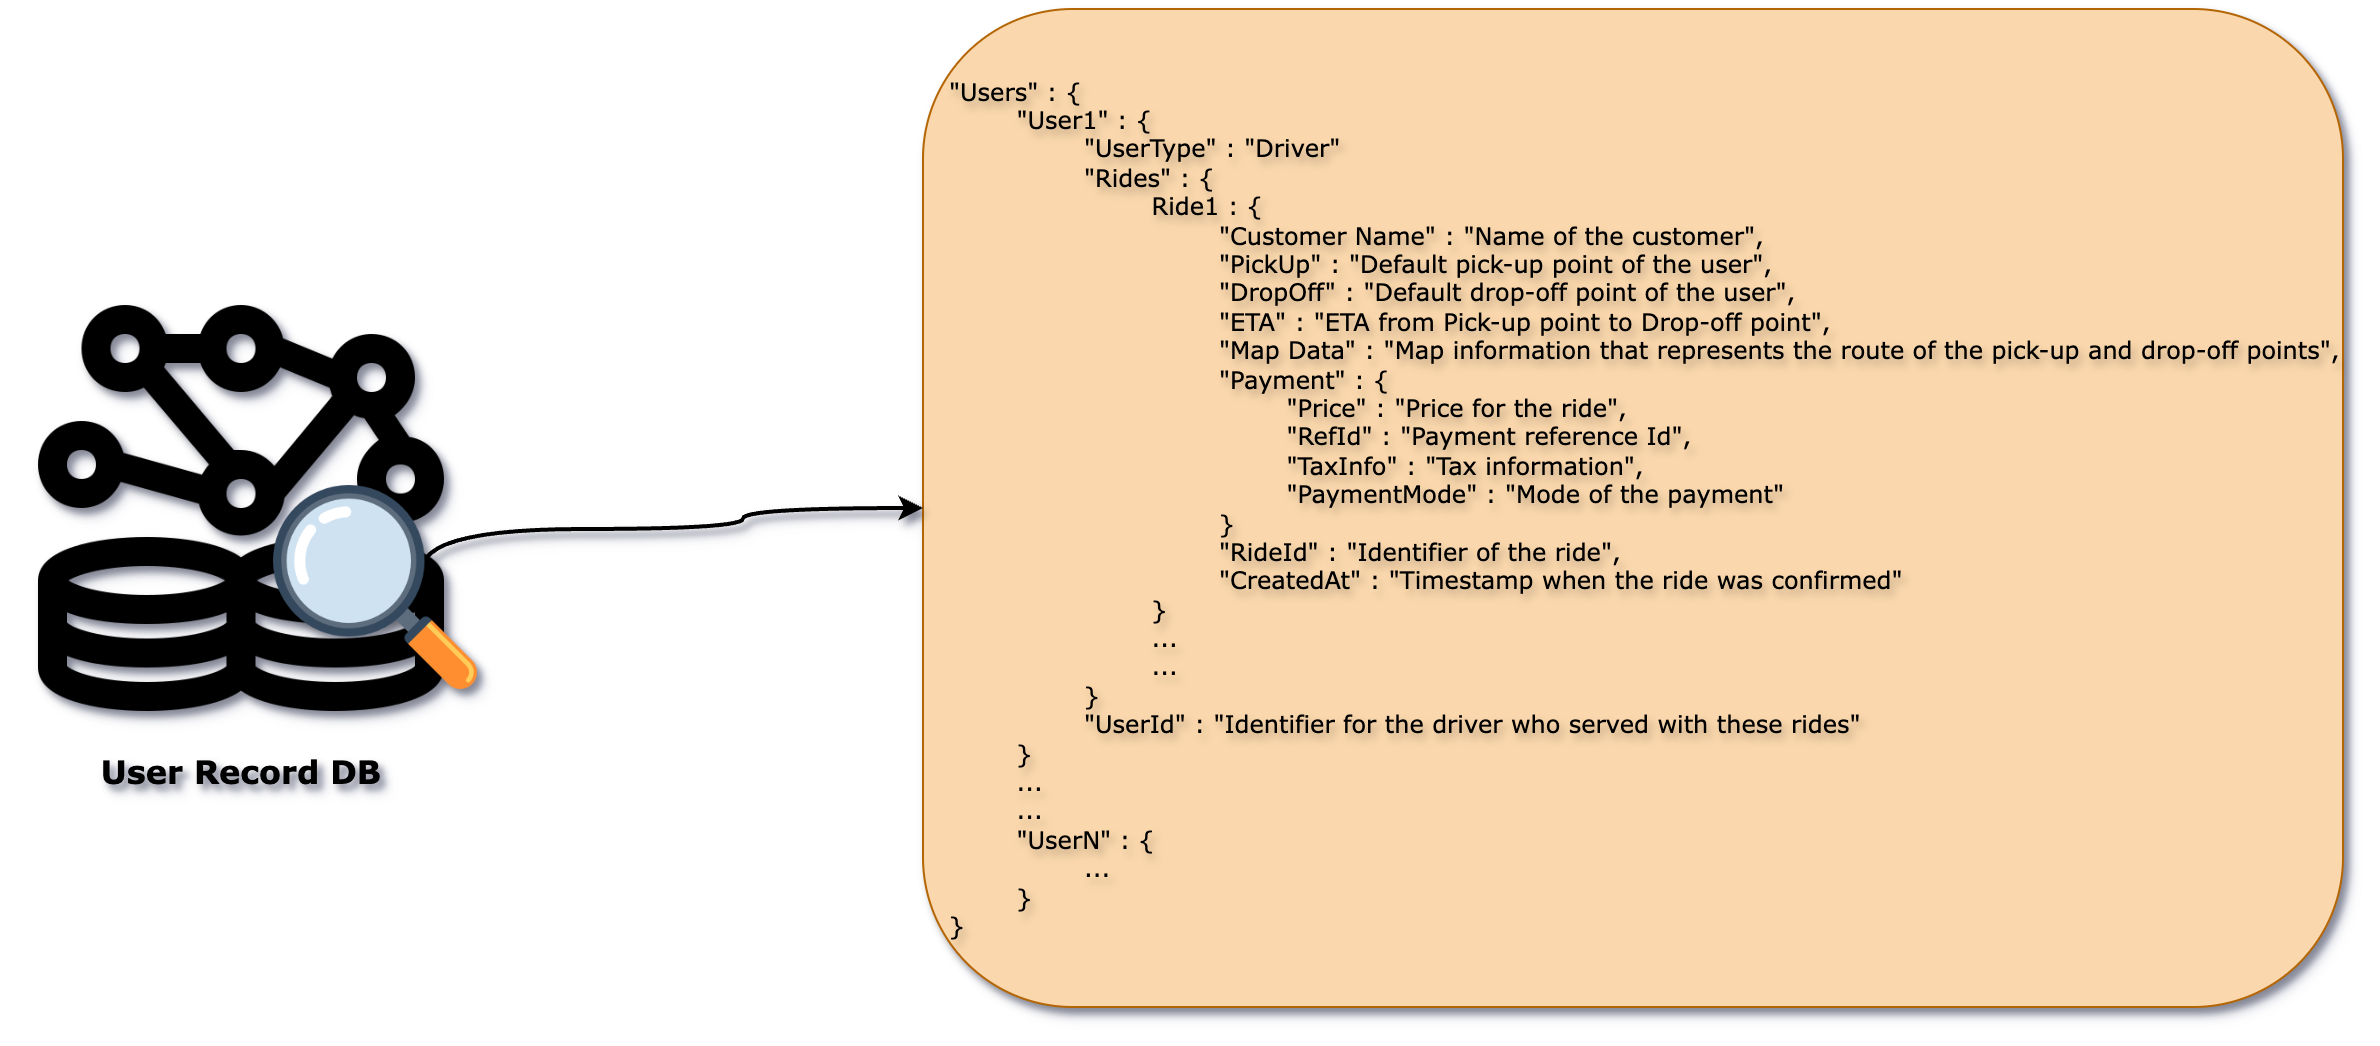 "Users" : {
"User1" : {
"UserType" : "Driver"
"Rides" : {
Ride1 : {
"Customer Name" : "Name of the customer",
"PickUp" : "Default pick-up point of the user",
"DropOff" : "Default drop-off point of the user",
"ETA" : "ETA from Pick-up point to Drop-off point",
"Map Data" : "Map information that represents the route of the pick-up and drop-off points",
"Payment" : {
"Price" : "Price for the ride",
"RefId" : "Payment reference Id",
"TaxInfo" : "Tax information",
"PaymentMode" : "Mode of the payment"
}
"RideId" : "Identifier of the ride",
"CreatedAt" : "Timestamp when the ride was confirmed"
}
...
...
}
"UserId" : "Identifier for the driver who served with these rides"
}
...
...
"UserN" : {
...
}
}
User Record DB